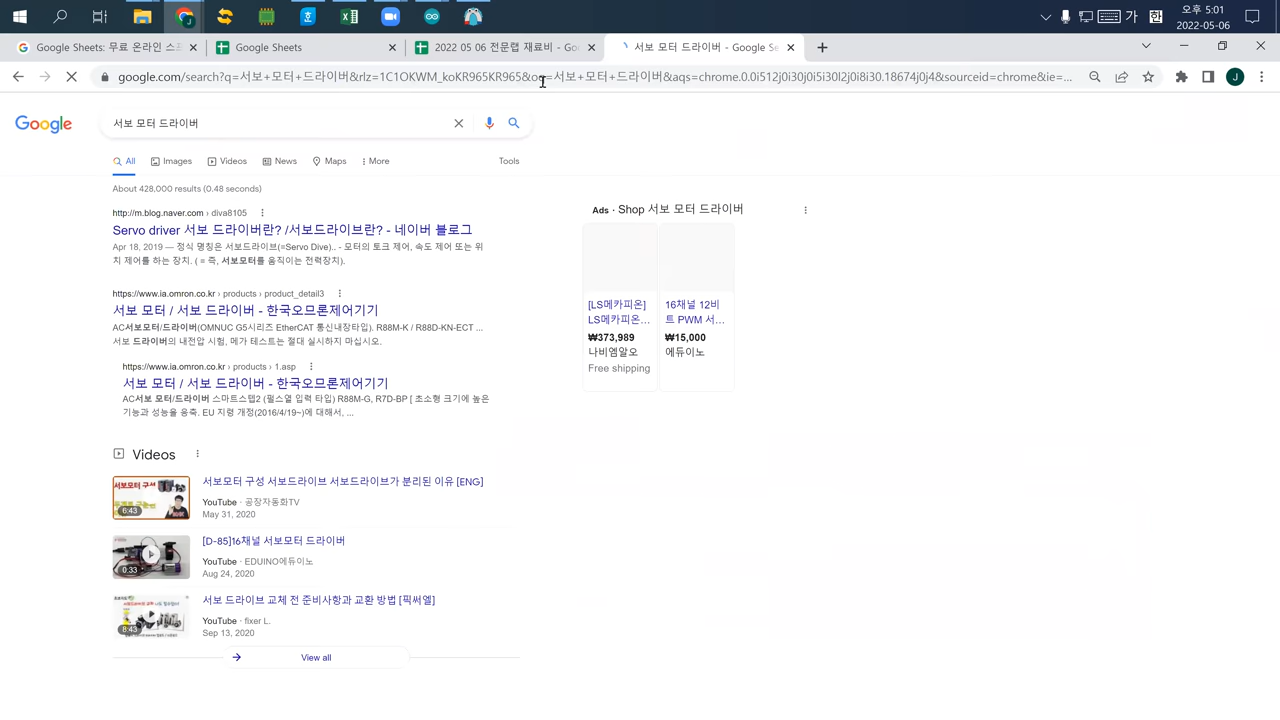 가
한
5:01
2022-05-06
Google Sheets: 무료 온라인 스프
Google Sheets
2022 05 06 전문랩 재료비 - Goo
서보 모터 드라이버 - Google Se
google.com/search?q=서보+모터+드라이버&rlz=1C1OKWM_koKR965KR965&oq=서보+모터+드라이버&aqs=chrome.0.0i512j0i30j0i5i30l2j0i8i30.18674j0j4&sourceid=chrome&ie=...
J
Google
서보 모터 드라이버
All
Images
Videos
News
Maps
More
Tools
About 428,000 results (0.48 seconds)
http://m.blog.naver.com › diva8105
Servo driver 서보 드라이버란? /서보드라이브란? - 네이버 블로그
Apr 18, 2019 — 정식 명칭은 서보드라이브(=Servo Dive).. - 모터의 토크 제어, 속도 제어 또는 위
치 제어를 하는 장치. ( = 즉, 서보모터를 움직이는 전력장치).
https://www.ia.omron.co.kr › products › product_detail3
서보 모터 / 서보 드라이버 - 한국오므론제어기기
AC서보모터/드라이버(OMNUC G5시리즈 EtherCAT 통신내장타입). R88M-K / R88D-KN-ECT ...
서보 드라이버의 내전압 시험, 메가 테스트는 절대 실시하지 마십시오.
https://www.ia.omron.co.kr › products › 1.asp
서보 모터 / 서보 드라이버 - 한국오므론제어기기
AC서보 모터/드라이버 스마트스텝2 (펄스열 입력 타입) R88M-G, R7D-BP [ 초소형 크기에 높은
기능과 성능을 융축. EU 지령 개정(2016/4/19~)에 대해서, ...
Videos
서보모터 구성 서보드라이브 서보드라이브가 분리된 이유 [ENG]
YouTube · 공장자동화TV
May 31, 2020
6:43
[D-85]16채널 서보모터 드라이버
YouTube · EDUINO에듀이노
Aug 24, 2020
0:33
서보 드라이브 교체 전 준비사항과 교환 방법 [픽써엘]
YouTube · fixer L.
Sep 13, 2020
8:43
View all
Ads · Shop 서보 모터 드라이버
[LS메카피온]
LS메카피온...
₩373,989
나비엠알오
Free shipping
16채널 12비
트 PWM 서...
₩15,000
에듀이노